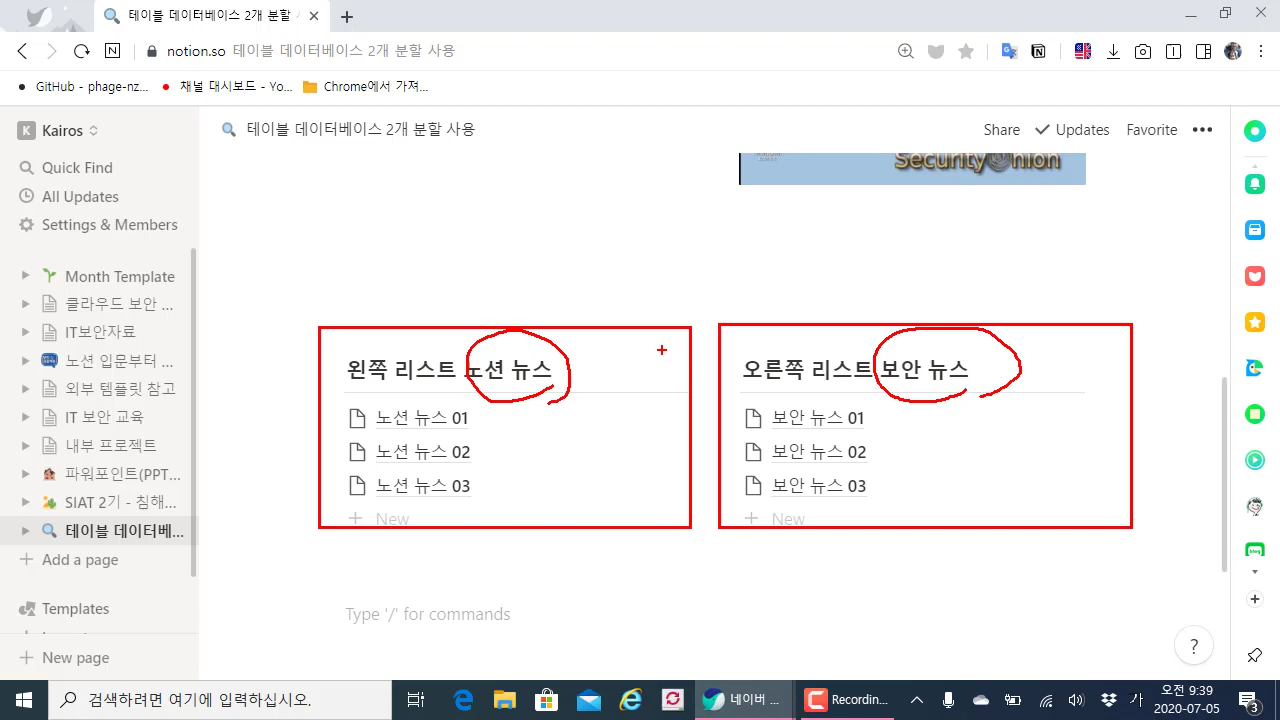 테이블 데이터베이스 2개 분할
notion.so 테이블 데이터베이스 2개 분할 사용
GitHub - phage-nz... 채널 대시보드 - Yo... Chrome에서 가져...
K Kairos
테이블 데이터베이스 2개 분할 사용
Share Updates Favorite
SecurityOnion
Quick Find
All Updates
Settings & Members
Month Template
클라우드 보안 ...
IT보안자료
노션 입문부터 ...
외부 템플릿 참고
IT 보안 교육
내부 프로젝트
파워포인트(PPT...
SIAT 2기 - 침해...
테이블 데이터베...
Add a page
Templates
New page
왼쪽 리스트 노션 뉴스
노션 뉴스 01
노션 뉴스 02
노션 뉴스 03
New
오른쪽 리스트 보안 뉴스
보안 뉴스 01
보안 뉴스 02
보안 뉴스 03
New
Type '/' for commands
?
검색하려면 여기에 입력하십시오.
네이버 ...
Recordin...
가
오전 3:39
2020-07-05
3